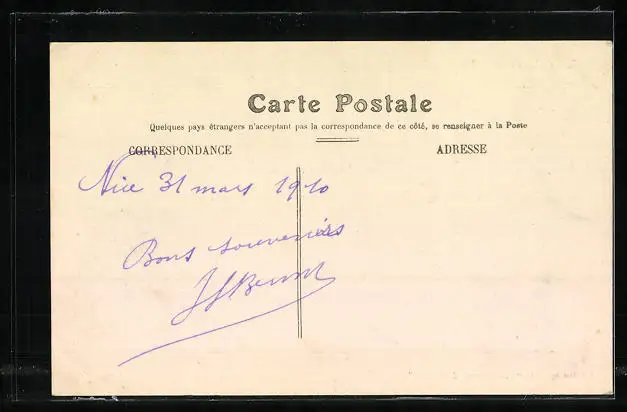 Carte Postale
Quelques pays étrangers n'acceptant pas la correspondance de ce côté, se renseigner à la Poste
CORRESPONDANCE ADRESSE
Nice 31 mars 1910
Bons souvenirs